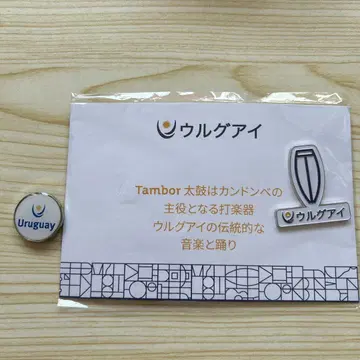 ウルグアイ
Tambor 太鼓はカンドンベの
主役となる打楽器
ウルグアイの伝統的な
音楽と踊り
Uruguay
ウルグアイ